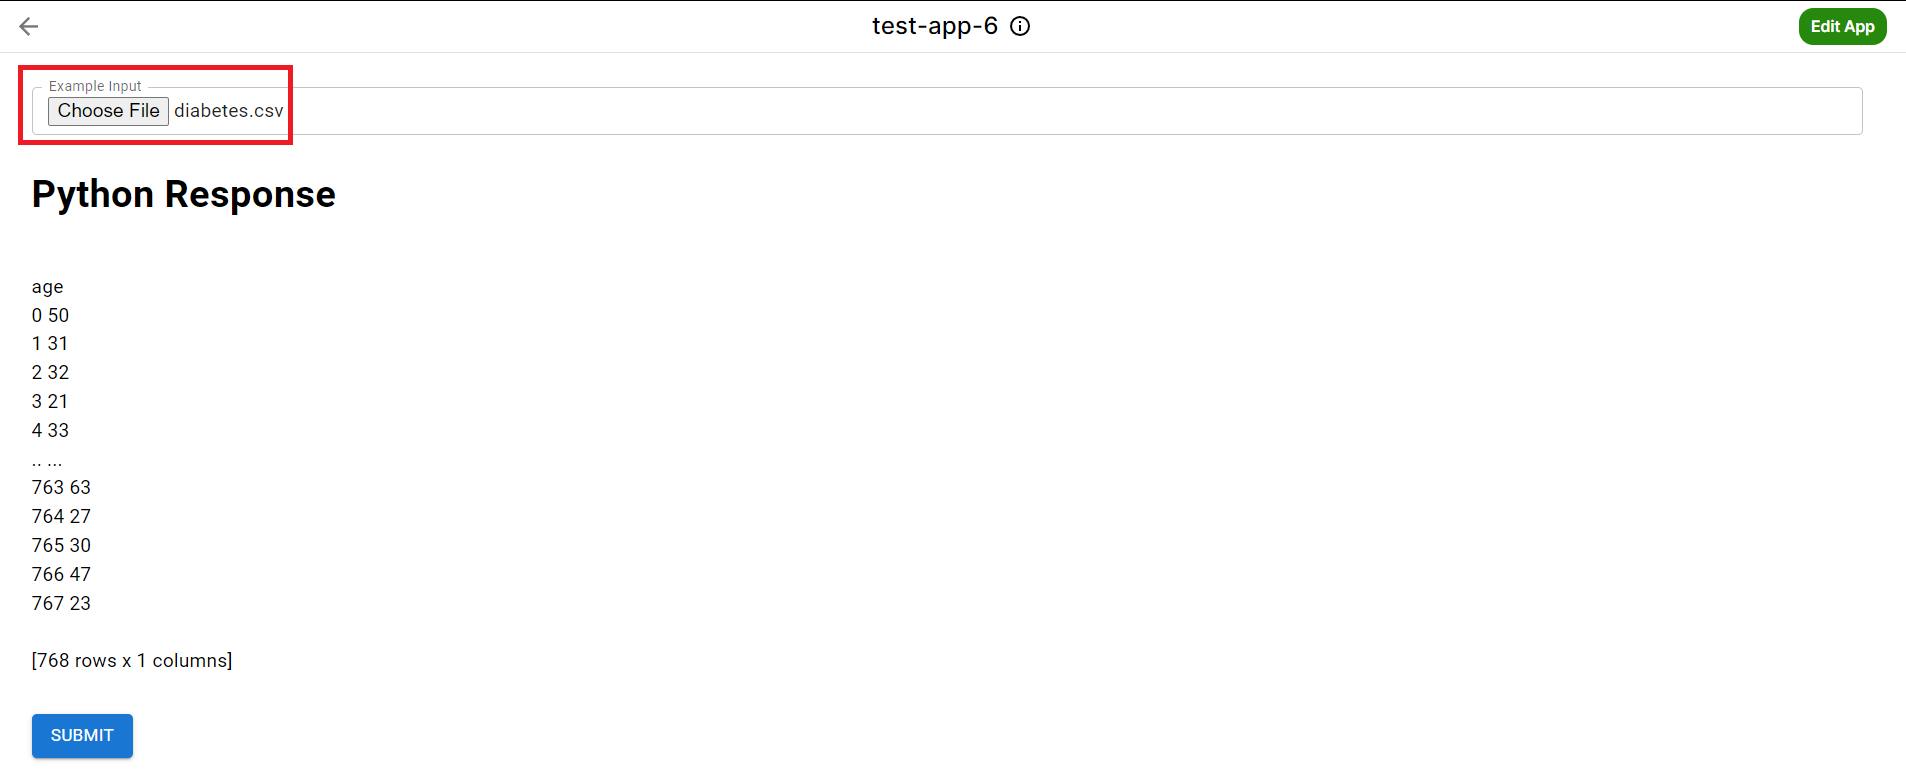 test-app-6
Edit App
Example Input
Choose File diabetes.csv
Python Response
age
0 50
1 31
2 32
3 21
4 33
.. ...
763 63
764 27
765 30
766 47
767 23
[768 rows x 1 columns]
SUBMIT